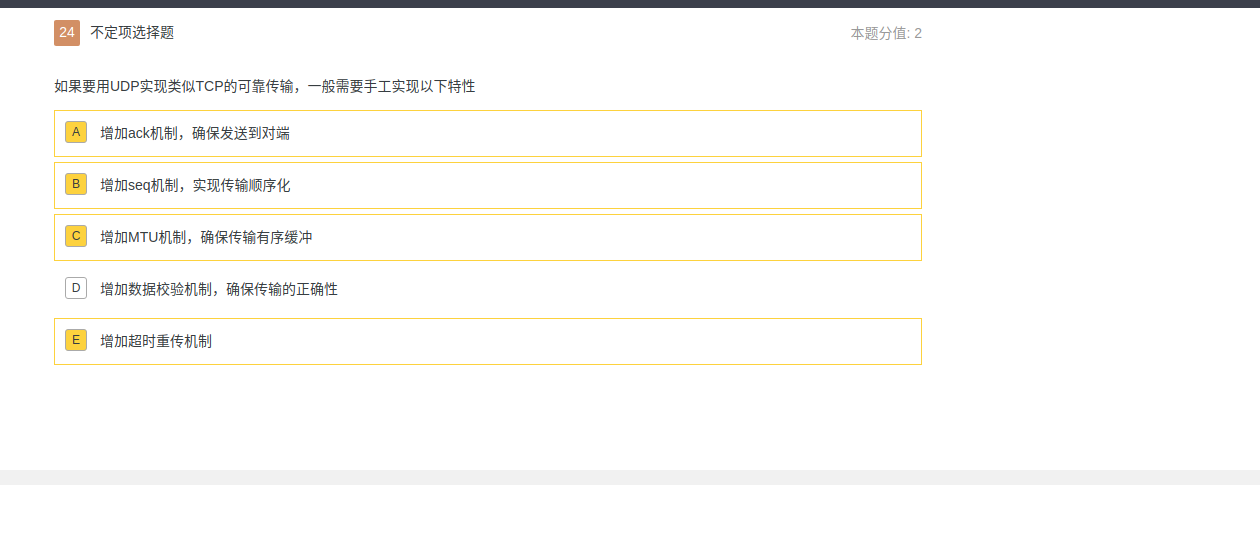 24 不定项选择题 本题分值: 2
如果要用UDP实现类似TCP的可靠传输，一般需要手工实现以下特性
A 增加ack机制，确保发送到对端
B 增加seq机制，实现传输顺序化
C 增加MTU机制，确保传输有序缓冲
D 增加数据校验机制，确保传输的正确性
E 增加超时重传机制